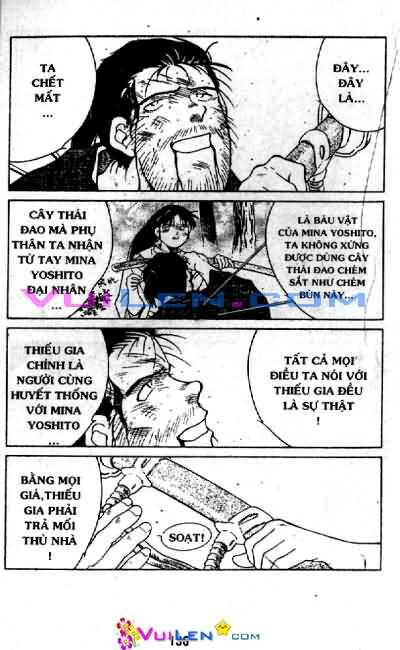 ĐÂY...
ĐÂY
LÀ...
TA
CHẾT
MẤT
...
LÀ BẢU VẬT
CỦA MINA YOSHITO,
TA KHÔNG XỨNG
ĐƯỢC DÙNG CÂY
THÁI ĐAO CHÉM
SẮT NHƯ CHÉM
BÙN NÀY...
CÂY THÁI
ĐAO MÀ PHỤ
THÂN TA NHẬN
TỪ TAY MINA
YOSHITO
ĐẠI NHÂN
...
VUILEN.COM
TẤT CẢ MỌI
ĐIỀU TA NÓI VỚI
THIẾU GIA ĐỀU
LÀ SỰ THẬT
!
THIẾU GIA
CHÍNH LÀ
NGƯỜI CÙNG
HUYẾT THỐNG
VỚI MINA
YOSHITO
...
SOẠT!
BẰNG MỌI
GIÁ,THIẾU
GIA PHẢI
TRẢ MỐI
THÙ NHÀ
!
VUILEN.COM